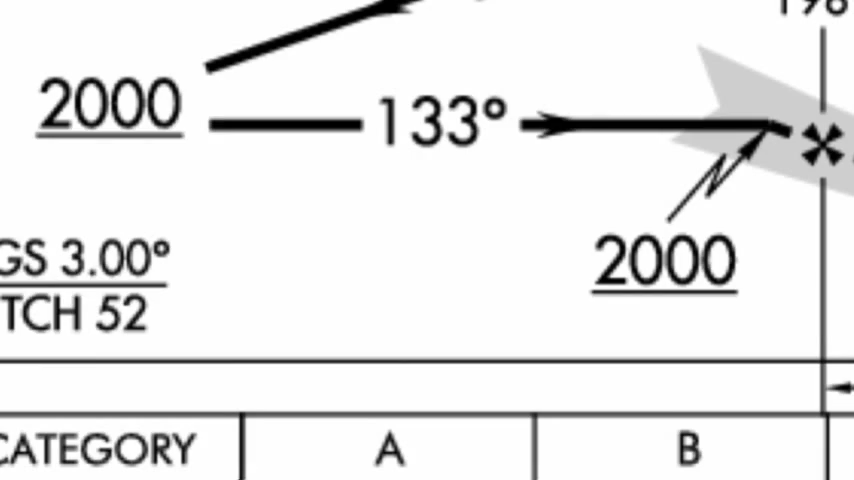 2000
133°
2000
GS 3.00°
TCH 52
CATEGORY A B